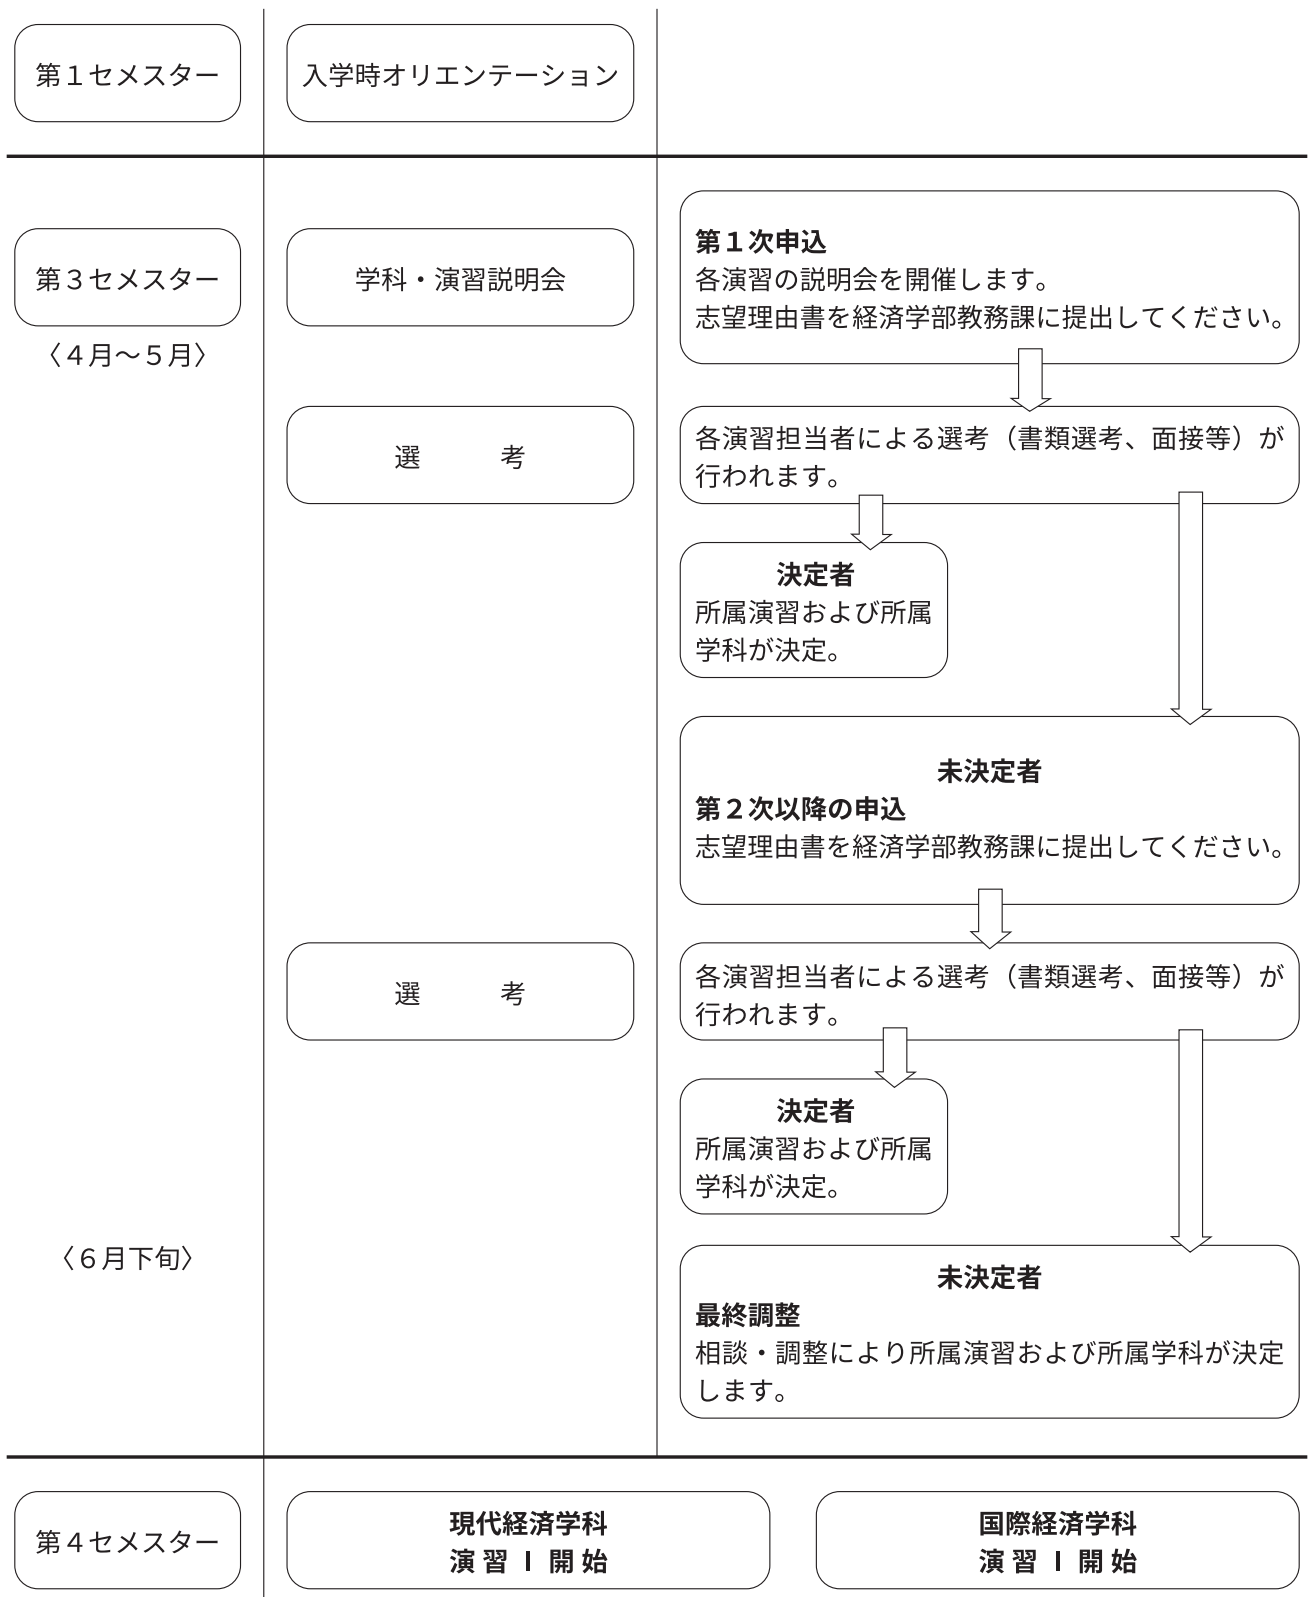 第１セメスター
入学時オリエンテーション
第３セメスター
〈４月～５月〉
学科・演習説明会
第１次申込
各演習の説明会を開催します。
志望理由書を経済学部教務課に提出してください。
選　　　考
各演習担当者による選考（書類選考、面接等）が
行われます。
決定者
所属演習および所属
学科が決定。
未決定者
第２次以降の申込
志望理由書を経済学部教務課に提出してください。
選　　　考
各演習担当者による選考（書類選考、面接等）が
行われます。
決定者
所属演習および所属
学科が決定。
〈６月下旬〉
未決定者
最終調整
相談・調整により所属演習および所属学科が決定
します。
第４セメスター
現代経済学科
演 習 Ⅰ 開 始
国際経済学科
演 習 Ⅰ 開 始